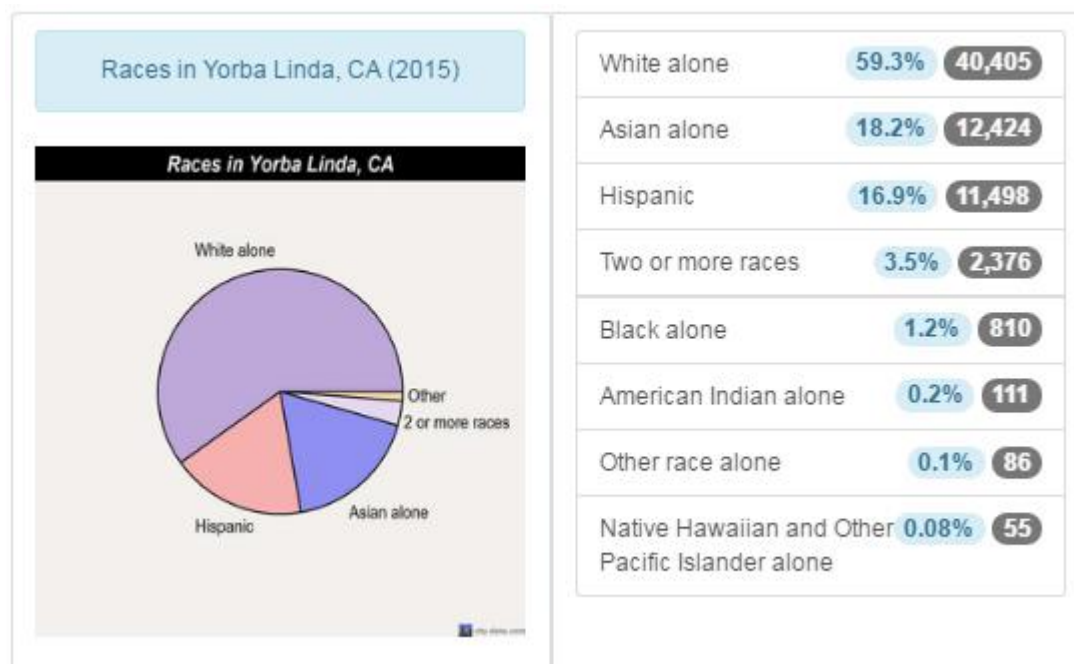 Races in Yorba Linda, CA (2015)
Races in Yorba Linda, CA
White alone
Other
2 or more races
Asian alone
Hispanic
White alone 59.3% 40,405
Asian alone 18.2% 12,424
Hispanic 16.9% 11,498
Two or more races 3.5% 2,376
Black alone 1.2% 810
American Indian alone 0.2% 111
Other race alone 0.1% 86
Native Hawaiian and Other 0.08% 55
Pacific Islander alone